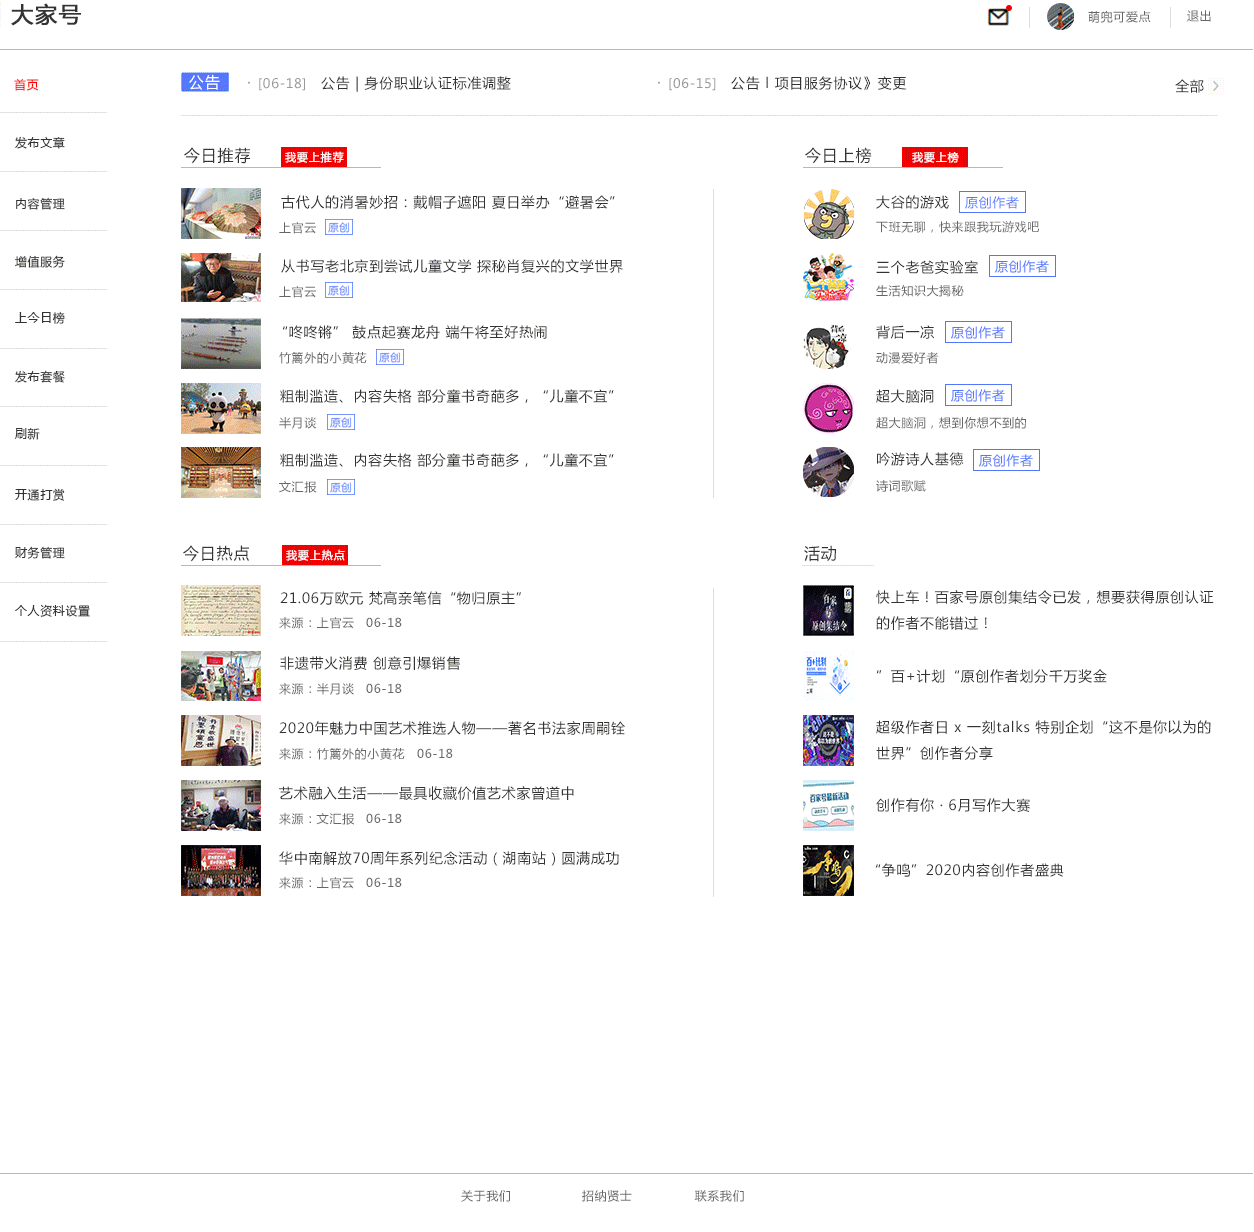 大家号
萌兜可爱点
退出
首页
发布文章
内容管理
增值服务
上今日榜
发布套餐
刷新
开通打赏
财务管理
个人资料设置
公告 · [06-18] 公告 | 身份职业认证标准调整
· [06-15] 公告 l 项目服务协议》变更
全部
今日推荐 我要上推荐
古代人的消暑妙招：戴帽子遮阳 夏日举办“避暑会”
上官云 原创
从书写老北京到尝试儿童文学 探秘肖复兴的文学世界
上官云 原创
“咚咚锵” 鼓点起赛龙舟 端午将至好热闹
竹篱外的小黄花 原创
粗制滥造、内容失格 部分童书奇葩多，“儿童不宜”
半月谈 原创
粗制滥造、内容失格 部分童书奇葩多，“儿童不宜”
文汇报 原创
今日上榜 我要上榜
大谷的游戏 原创作者
下班无聊，快来跟我玩游戏吧
三个老爸实验室 原创作者
生活知识大揭秘
背后一凉 原创作者
动漫爱好者
超大脑洞 原创作者
超大脑洞，想到你想不到的
吟游诗人基德 原创作者
诗词歌赋
今日热点 我要上热点
21.06万欧元 梵高亲笔信“物归原主”
来源：上官云 06-18
非遗带火消费 创意引爆销售
来源：半月谈 06-18
2020年魅力中国艺术推选人物——著名书法家周嗣铨
来源：竹篱外的小黄花 06-18
艺术融入生活——最具收藏价值艺术家曾道中
来源：文汇报 06-18
华中南解放70周年系列纪念活动（湖南站）圆满成功
来源：上官云 06-18
活动
百家
号
原创集结令
快上车！百家号原创集结令已发，想要获得原创认证
的作者不能错过！
百+计划
”百+计划“原创作者划分千万奖金
超级作者日 x 一刻talks 特别企划“这不是你以为的
世界”创作者分享
百家号最新活动
创作有你 · 6月写作大赛
争鸣
“争鸣”2020内容创作者盛典
关于我们
招纳贤士
联系我们